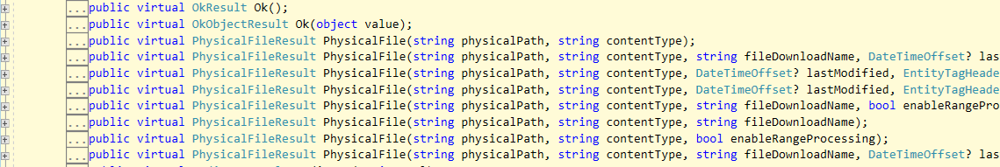 ...public virtual OkResult Ok();
...public virtual OkObjectResult Ok(object value);
...public virtual PhysicalFileResult PhysicalFile(string physicalPath, string contentType);
...public virtual PhysicalFileResult PhysicalFile(string physicalPath, string contentType, string fileDownloadName, DateTimeOffset? las
...public virtual PhysicalFileResult PhysicalFile(string physicalPath, string contentType, DateTimeOffset? lastModified, EntityTagHeade
...public virtual PhysicalFileResult PhysicalFile(string physicalPath, string contentType, DateTimeOffset? lastModified, EntityTagHeade
...public virtual PhysicalFileResult PhysicalFile(string physicalPath, string contentType, string fileDownloadName, bool enableRangePro
...public virtual PhysicalFileResult PhysicalFile(string physicalPath, string contentType, string fileDownloadName);
...public virtual PhysicalFileResult PhysicalFile(string physicalPath, string contentType, bool enableRangeProcessing);
...public virtual PhysicalFileResult PhysicalFile(string physicalPath, string contentType, string fileDownloadName, DateTimeOffset? las